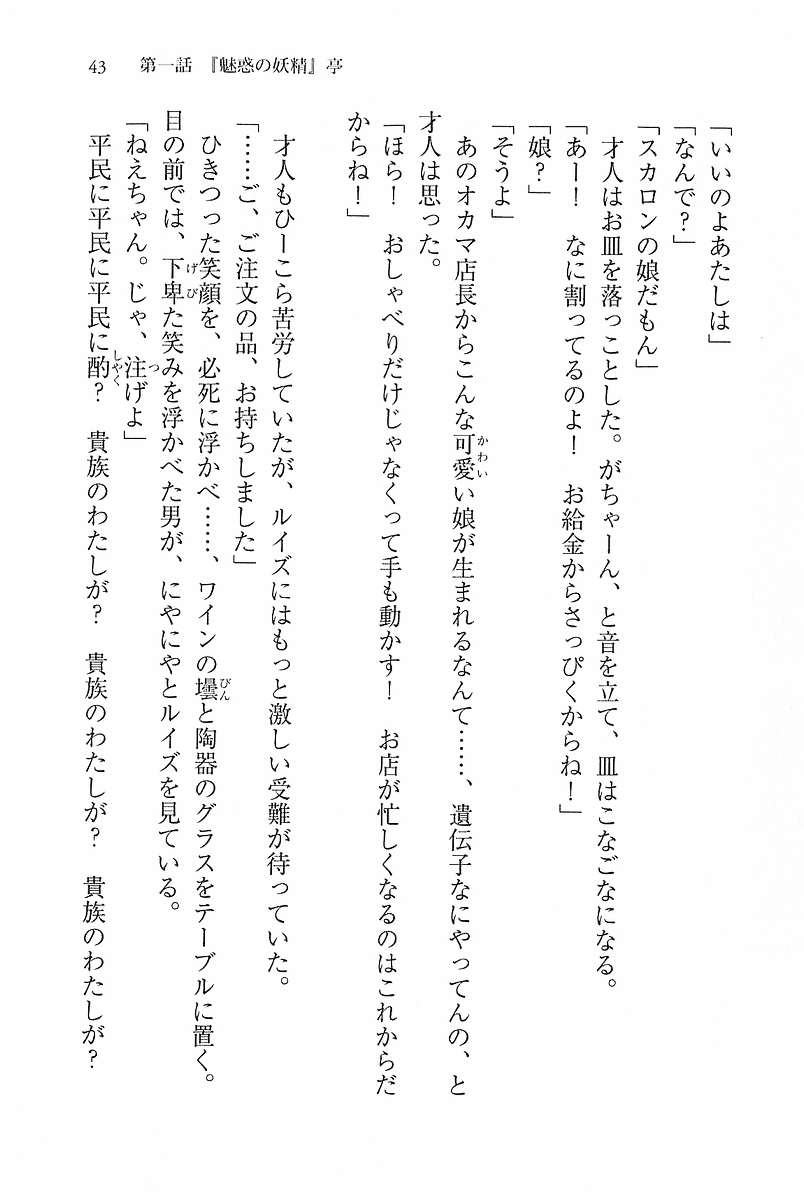 43　第一話　『魅惑の妖精』亭
「いいのよあたしは」
「なんで？」
「スカロンの娘だもん」
　才人はお皿を落っことした。がちゃーん、と音を立て、皿はこなごなになる。
「あー！　なに割ってるのよ！　お給金からさっぴくからね！」
「娘？」
「そうよ」
　あのオカマ店長からこんな可愛い娘が生まれるなんて……、遺伝子なにやってんの、と
才人は思った。
「ほら！　おしゃべりだけじゃなくって手も動かす！　お店が忙しくなるのはこれからだ
からね！」
　才人もひーこら苦労していたが、ルイズにはもっと激しい受難が待っていた。
「……ご、ご注文の品、お持ちしました」
　ひきつった笑顔を、必死に浮かべ……、ワインの壜と陶器のグラスをテーブルに置く。
目の前では、下卑た笑みを浮かべた男が、にやにやとルイズを見ている。
「ねえちゃん。じゃ、注げよ」
　平民に平民に平民に酌？　貴族のわたしが？　貴族のわたしが？　貴族のわたしが？